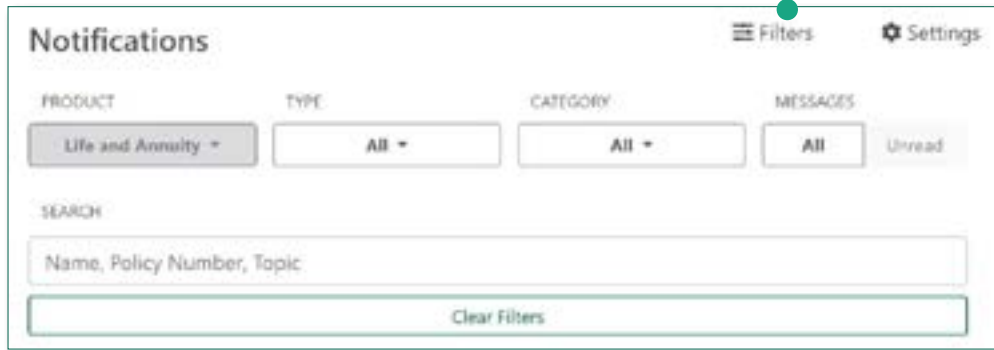 Notifications Filters Settings
PRODUCT TYPE CATEGORY MESSAGES
Life and Annuity All All All Unread
SEARCH
Name, Policy Number, Topic
Clear Filters